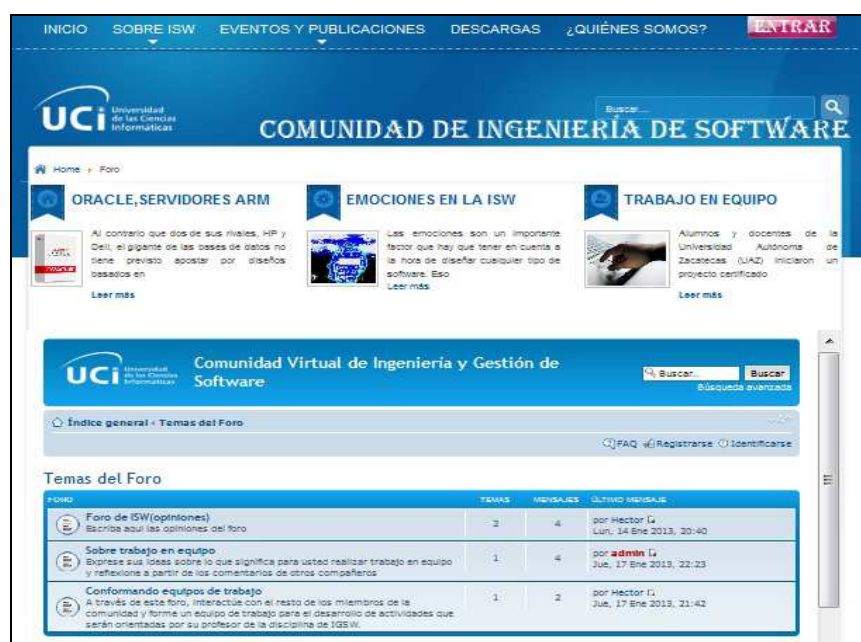 INICIO SOBRE ISW EVENTOS Y PUBLICACIONES DESCARGAS ¿QUIÉNES SOMOS? ENTRAR
UCi Universidad
de las Ciencias
Informáticas
Buscar...
COMUNIDAD DE INGENIERÍA DE SOFTWARE
Home Foro
ORACLE,SERVIDORES ARM
Al contrario que dos de sus rivales, HP y
Dell, el gigante de las bases de datos no
tiene previsto apostar por diseños
basados en
Leer más
EMOCIONES EN LA ISW
Las emociones son un importante
factor que hay que tener en cuenta a
la hora de diseñar cualquier tipo de
software. Eso
Leer más
TRABAJO EN EQUIPO
Alumnos y docentes de la
Universidad Autónoma de
Zacatecas (UAZ) iniciaron un
proyecto certificado
Leer más
UCi Universidad
de las Ciencias
Informáticas
Comunidad Virtual de Ingeniería y Gestión de
Software
Buscar... Buscar
Búsqueda avanzada
Índice general ‹ Temas del Foro
FAQ Registrarse Identificarse
Temas del Foro
FORO TEMAS MENSAJES ÚLTIMO MENSAJE
Foro de ISW(opiniones)
Escriba aquí las opiniones del foro
2 4 por Hector
Lun, 14 Ene 2013, 20:40
Sobre trabajo en equipo
Exprese sus ideas sobre lo que significa para usted realizar trabajo en equipo
y reflexione a partir de los comentarios de otros compañeros
1 4 por admin
Jue, 17 Ene 2013, 22:23
Conformando equipos de trabajo
A través de este foro, interactúe con el resto de los miembros de la
comunidad y forme un equipo de trabajo para el desarrollo de actividades que
serán orientadas por su profesor de la disciplina de IGSW.
1 2 por Hector
Jue, 17 Ene 2013, 21:42